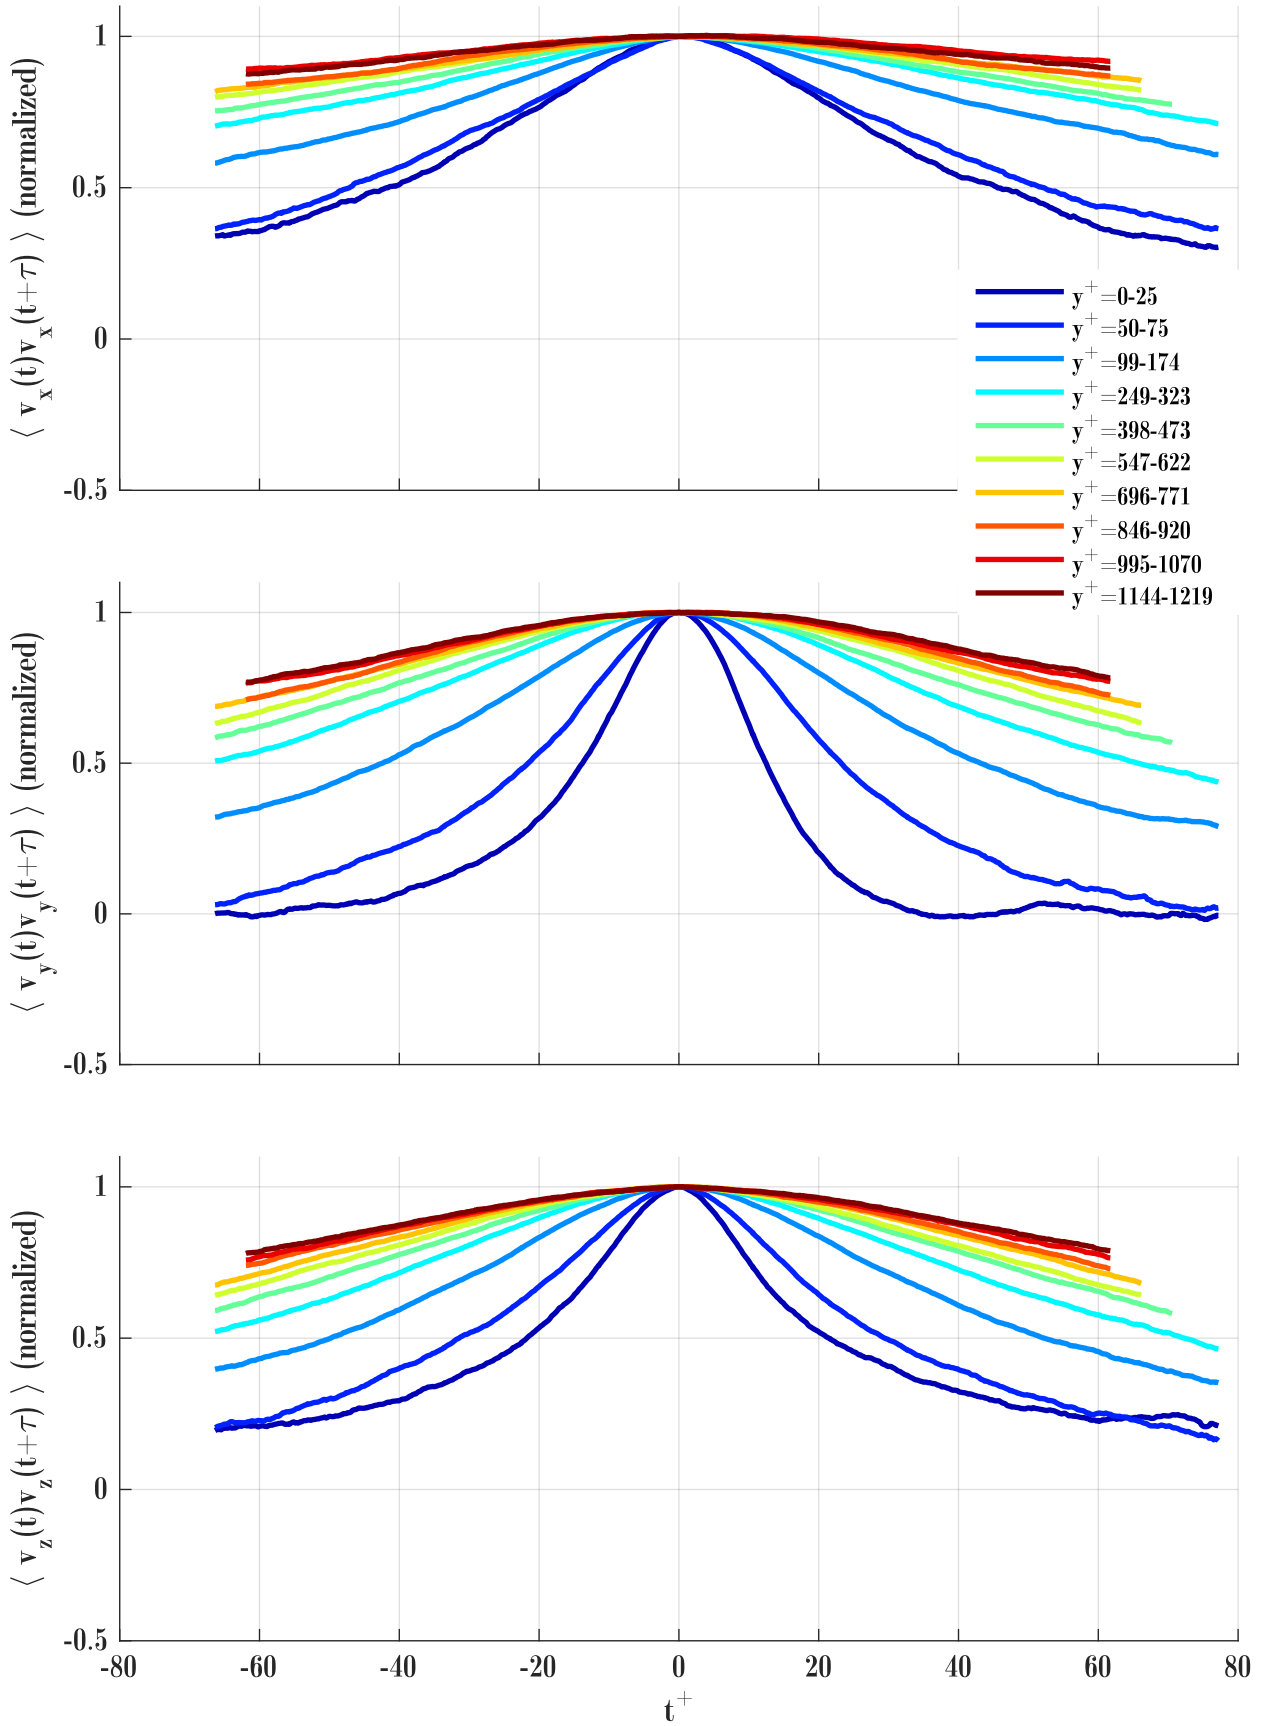 1
0.5
0
-0.5
⟨ v_x(t)v_x(t+τ) ⟩ (normalized)
y^+=0-25
y^+=50-75
y^+=99-174
y^+=249-323
y^+=398-473
y^+=547-622
y^+=696-771
y^+=846-920
y^+=995-1070
y^+=1144-1219
1
0.5
0
-0.5
⟨ v_y(t)v_y(t+τ) ⟩ (normalized)
1
0.5
0
-0.5
⟨ v_z(t)v_z(t+τ) ⟩ (normalized)
-80 -60 -40 -20 0 20 40 60 80
t^+